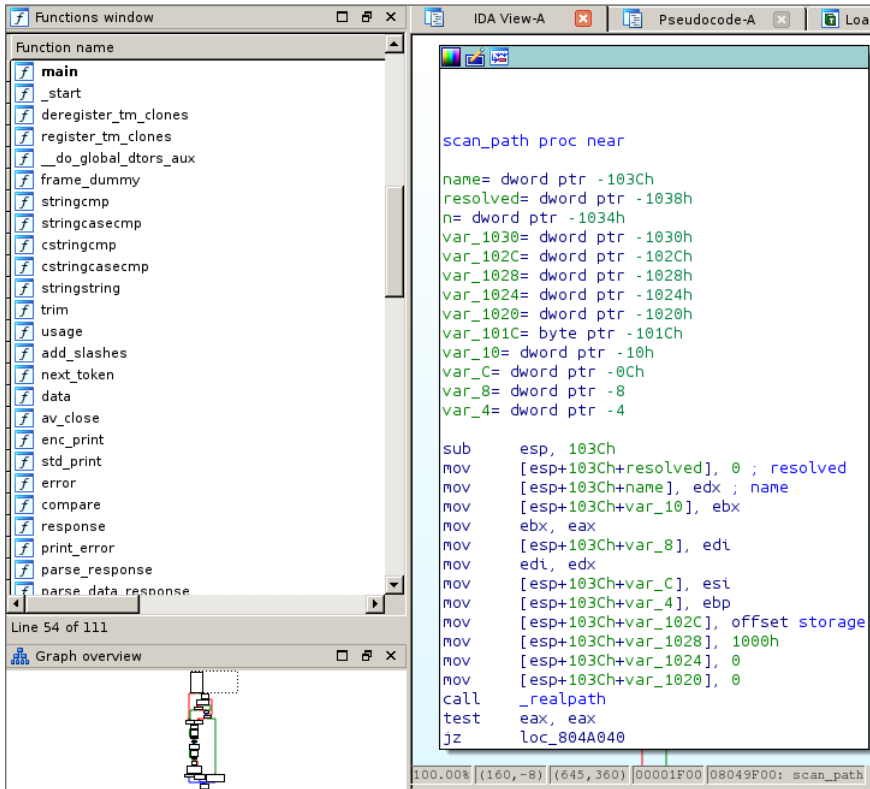 Functions window
Function name
main
_start
deregister_tm_clones
register_tm_clones
__do_global_dtors_aux
frame_dummy
stringcmp
stringcasecmp
cstringcmp
cstringcasecmp
stringstring
trim
usage
add_slashes
next_token
data
av_close
enc_print
std_print
error
compare
response
print_error
parse_response
parse_data_response
Line 54 of 111
Graph overview
IDA View-A
Pseudocode-A
Loa
scan_path proc near
name= dword ptr -103Ch
resolved= dword ptr -1038h
n= dword ptr -1034h
var_1030= dword ptr -1030h
var_102C= dword ptr -102Ch
var_1028= dword ptr -1028h
var_1024= dword ptr -1024h
var_1020= dword ptr -1020h
var_101C= byte ptr -101Ch
var_10= dword ptr -10h
var_C= dword ptr -0Ch
var_8= dword ptr -8
var_4= dword ptr -4
sub esp, 103Ch
mov [esp+103Ch+resolved], 0 ; resolved
mov [esp+103Ch+name], edx ; name
mov [esp+103Ch+var_10], ebx
mov ebx, eax
mov [esp+103Ch+var_8], edi
mov edi, edx
mov [esp+103Ch+var_C], esi
mov [esp+103Ch+var_4], ebp
mov [esp+103Ch+var_102C], offset storage
mov [esp+103Ch+var_1028], 1000h
mov [esp+103Ch+var_1024], 0
mov [esp+103Ch+var_1020], 0
call _realpath
test eax, eax
jz loc_804A040
100.00% (160,-8) (645,360) 00001F00 08049F00: scan_path